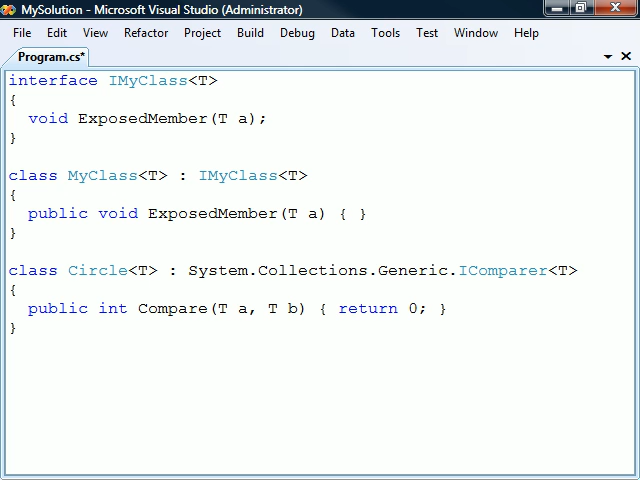 MySolution - Microsoft Visual Studio (Administrator)
File Edit View Refactor Project Build Debug Data Tools Test Window Help
Program.cs*
interface IMyClass<T>
{
  void ExposedMember(T a);
}
class MyClass<T> : IMyClass<T>
{
  public void ExposedMember(T a) { }
}
class Circle<T> : System.Collections.Generic.IComparer<T>
{
  public int Compare(T a, T b) { return 0; }
}